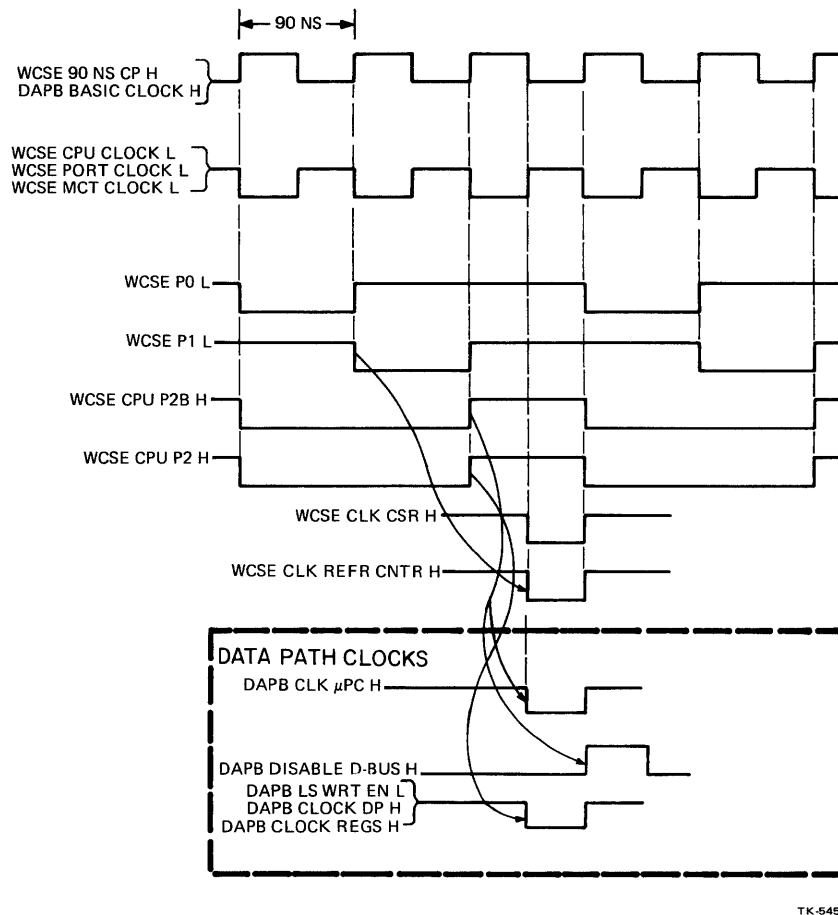 90 NS
WCSE 90 NS CP H
DAPB BASIC CLOCK H
WCSE CPU CLOCK L
WCSE PORT CLOCK L
WCSE MCT CLOCK L
WCSE P0 L
WCSE P1 L
WCSE CPU P2B H
WCSE CPU P2 H
WCSE CLK CSR H
WCSE CLK REFR CNTR H
DATA PATH CLOCKS
DAPB CLK μPC H
DAPB DISABLE D-BUS H
DAPB LS WRT EN L
DAPB CLOCK DP H
DAPB CLOCK REGS H
TK-545